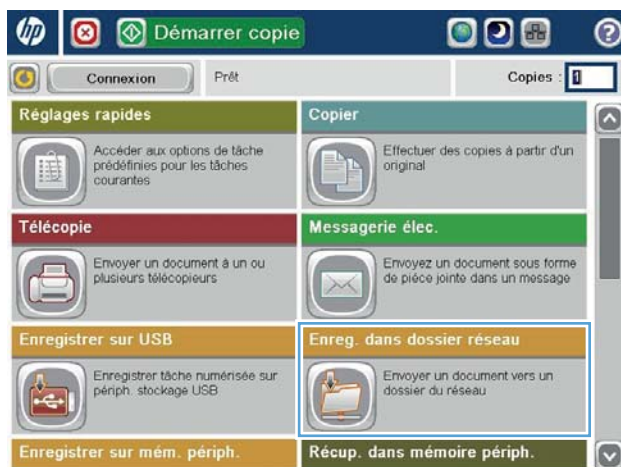 hp
Démarrer copie
?
Connexion
Prêt
Copies :
1
Réglages rapides
Copier
Accéder aux options de tâche
prédéfinies pour les tâches
courantes
Effectuer des copies à partir d'un
original
Télécopie
Messagerie élec.
Envoyer un document à un ou
plusieurs télécopieurs
Envoyez un document sous forme
de pièce jointe dans un message
Enregistrer sur USB
Enreg. dans dossier réseau
Enregistrer tâche numérisée sur
périph. stockage USB
Envoyer un document vers un
dossier du réseau
Enregistrer sur mém. périph.
Récup. dans mémoire périph.